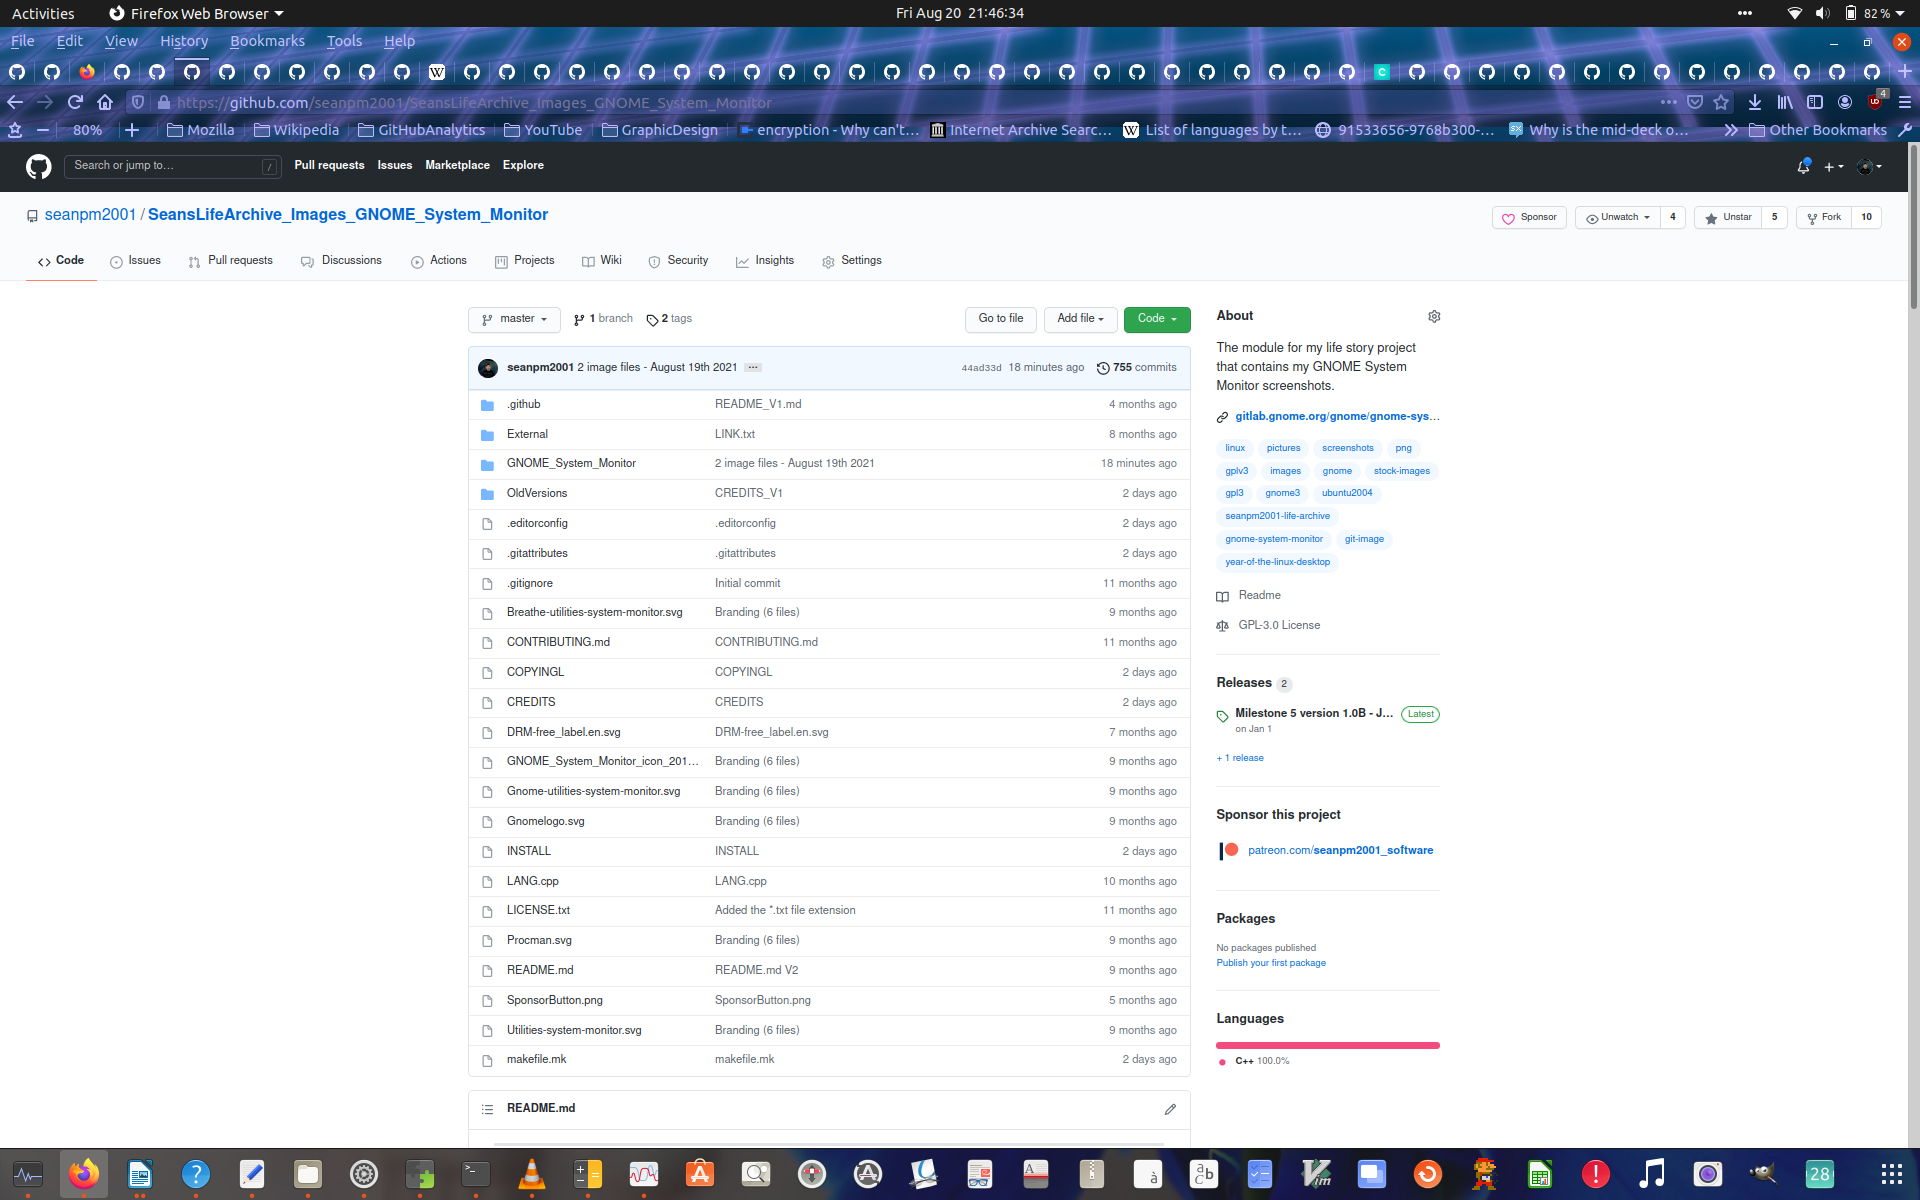 Activities Firefox Web Browser Fri Aug 20 21:46:34 82 %
File Edit View History Bookmarks Tools Help
https://github.com/seanpm2001/SeansLifeArchive_Images_GNOME_System_Monitor 4
80% Mozilla Wikipedia GitHubAnalytics YouTube GraphicDesign encryption - Why can't… Internet Archive Searc… List of languages by t… 91533656-9768b300-… Why is the mid-deck o… Other Bookmarks
Search or jump to… / Pull requests Issues Marketplace Explore
seanpm2001 / SeansLifeArchive_Images_GNOME_System_Monitor Sponsor Unwatch 4 Unstar 5 Fork 10
Code Issues Pull requests Discussions Actions Projects Wiki Security Insights Settings
master 1 branch 2 tags Go to file Add file Code
seanpm2001 2 image files - August 19th 2021 … 44ad33d 18 minutes ago 755 commits
.github README_V1.md 4 months ago
External LINK.txt 8 months ago
GNOME_System_Monitor 2 image files - August 19th 2021 18 minutes ago
OldVersions CREDITS_V1 2 days ago
.editorconfig .editorconfig 2 days ago
.gitattributes .gitattributes 2 days ago
.gitignore Initial commit 11 months ago
Breathe-utilities-system-monitor.svg Branding (6 files) 9 months ago
CONTRIBUTING.md CONTRIBUTING.md 11 months ago
COPYINGL COPYINGL 2 days ago
CREDITS CREDITS 2 days ago
DRM-free_label.en.svg DRM-free_label.en.svg 7 months ago
GNOME_System_Monitor_icon_201… Branding (6 files) 9 months ago
Gnome-utilities-system-monitor.svg Branding (6 files) 9 months ago
Gnomelogo.svg Branding (6 files) 9 months ago
INSTALL INSTALL 2 days ago
LANG.cpp LANG.cpp 10 months ago
LICENSE.txt Added the *.txt file extension 11 months ago
Procman.svg Branding (6 files) 9 months ago
README.md README.md V2 9 months ago
SponsorButton.png SponsorButton.png 5 months ago
Utilities-system-monitor.svg Branding (6 files) 9 months ago
makefile.mk makefile.mk 2 days ago
README.md
About
The module for my life story project
that contains my GNOME System
Monitor screenshots.
gitlab.gnome.org/gnome/gnome-sys…
linux pictures screenshots png
gplv3 images gnome stock-images
gpl3 gnome3 ubuntu2004
seanpm2001-life-archive
gnome-system-monitor git-image
year-of-the-linux-desktop
Readme
GPL-3.0 License
Releases 2
Milestone 5 version 1.0B - J… Latest
on Jan 1
+ 1 release
Sponsor this project
patreon.com/seanpm2001_software
Packages
No packages published
Publish your first package
Languages
C++ 100.0%
28